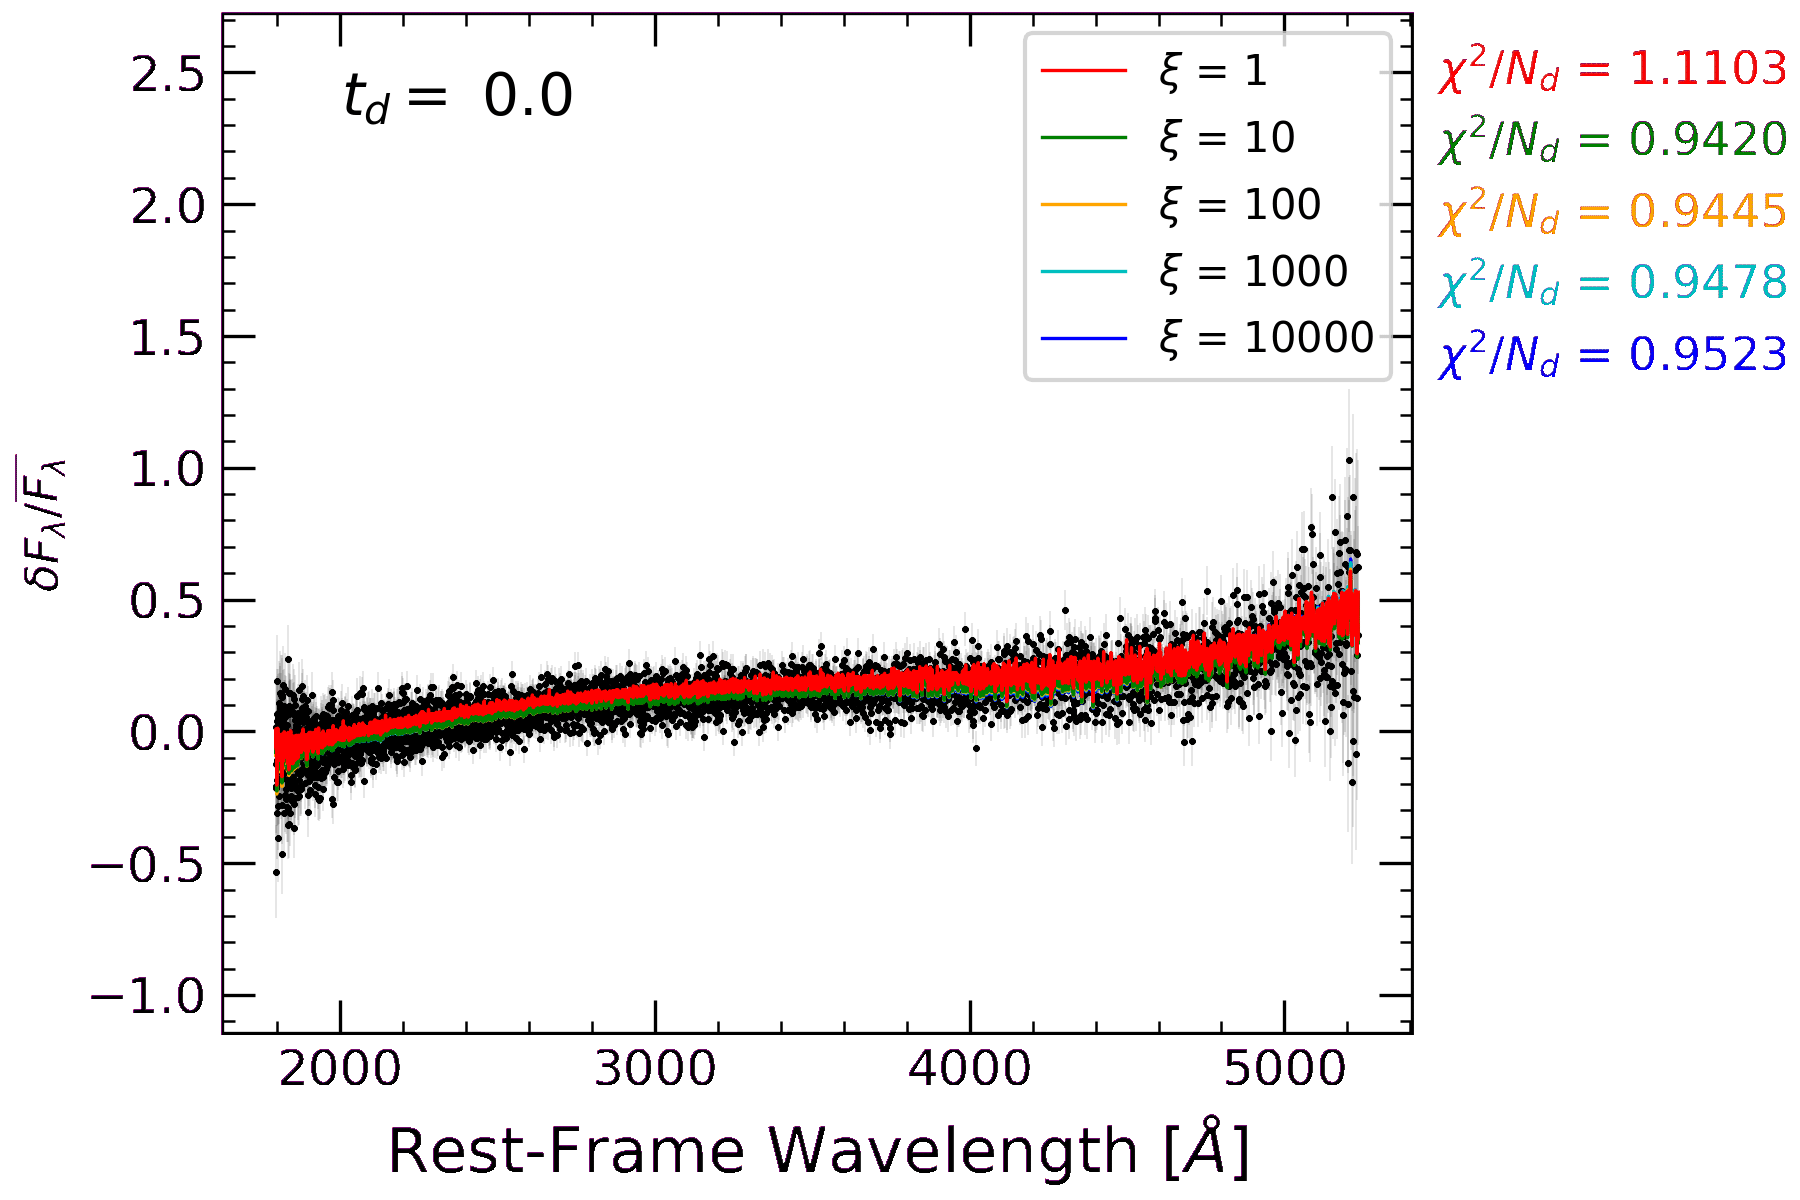 t_d = 0.0
ξ = 1
ξ = 10
ξ = 100
ξ = 1000
ξ = 10000
χ²/N_d = 1.1103
χ²/N_d = 0.9420
χ²/N_d = 0.9445
χ²/N_d = 0.9478
χ²/N_d = 0.9523
2.5
2.0
1.5
1.0
0.5
0.0
−0.5
−1.0
δF_λ/F̅_λ
2000 3000 4000 5000
Rest-Frame Wavelength [Å]